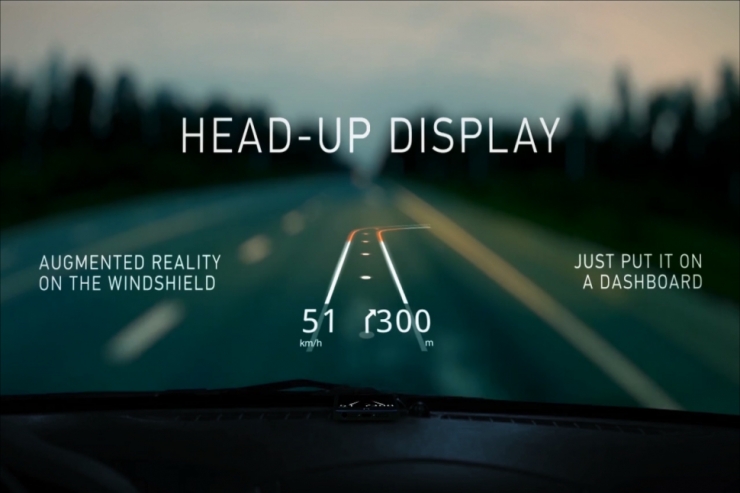 HEAD-UP DISPLAY
AUGMENTED REALITY
ON THE WINDSHIELD
JUST PUT IT ON
A DASHBOARD
51 300
km/h m